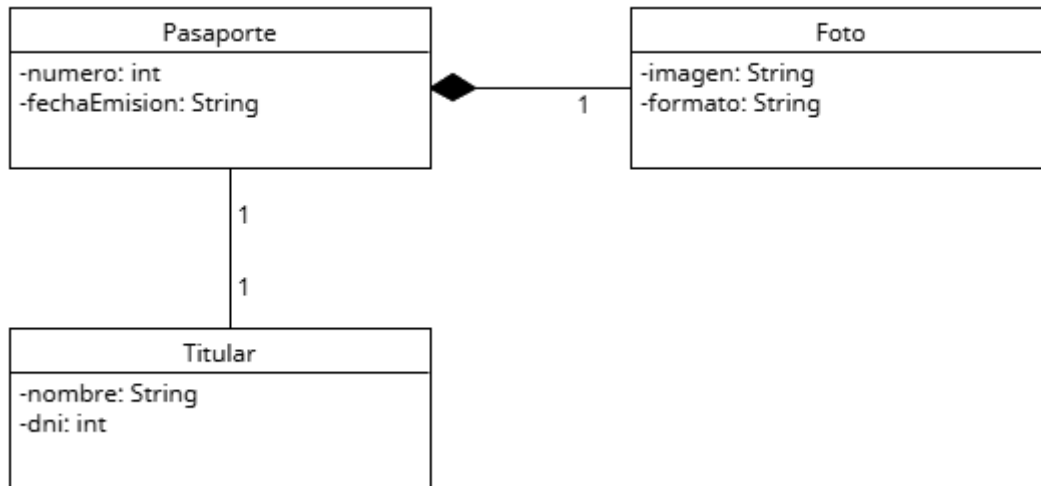 Pasaporte
-numero: int
-fechaEmision: String
Foto
-imagen: String
-formato: String
1
1
1
Titular
-nombre: String
-dni: int